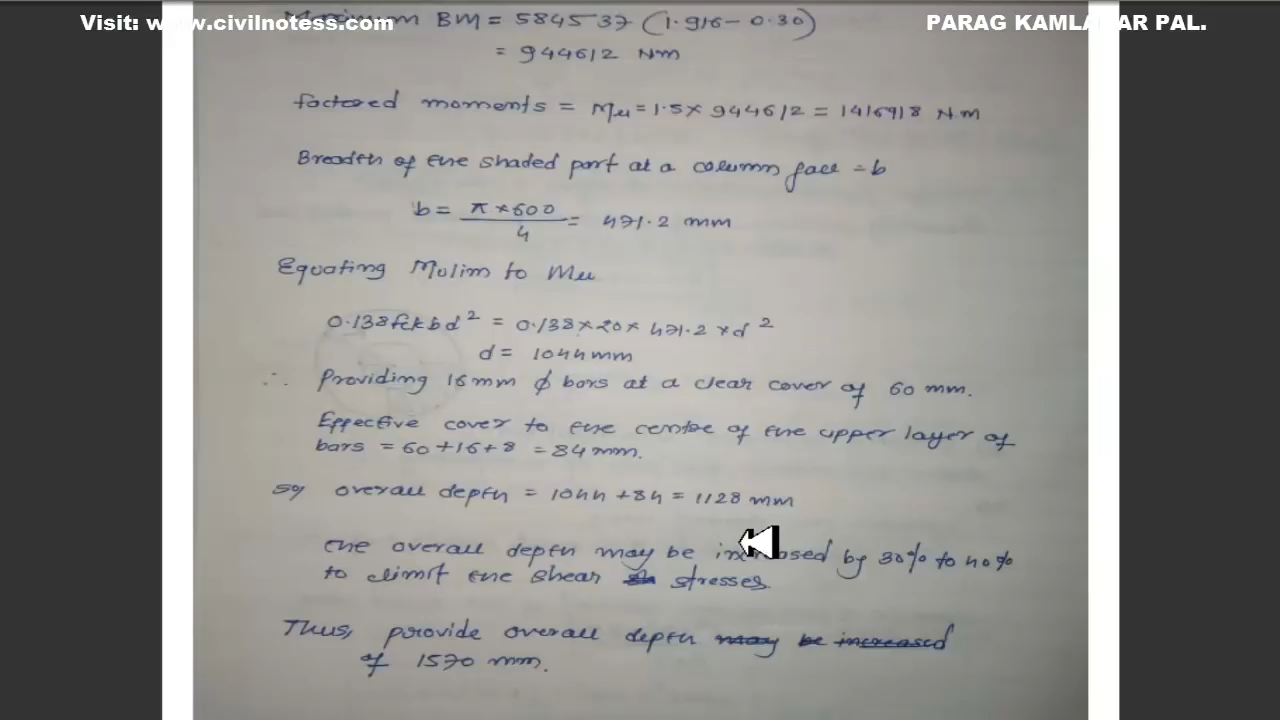 Visit: www.civilnotess.com
PARAG KAMLAKAR PAL.
Maximum BM = 584537 (1.916 - 0.30)
= 944612 Nm
factored moments = Mu = 1.5 × 944612 = 1416918 N.m
Breadth of the shaded part at a column face = b
b = π × 600 / 4 = 471.2 mm
Equating Mulim to Mu
0.138 fck b d² = 0.138 × 20 × 471.2 × d²
d = 1044 mm
∴ Providing 16 mm ϕ bars at a clear cover of 60 mm.
Effective cover to the centre of the upper layer of
bars = 60 + 16 + 8 = 84 mm.
So, overall depth = 1044 + 84 = 1128 mm
the overall depth may be increased by 30% to 40%
to limit the shear stresses.
Thus, provide overall depth may be increased
of 1570 mm.